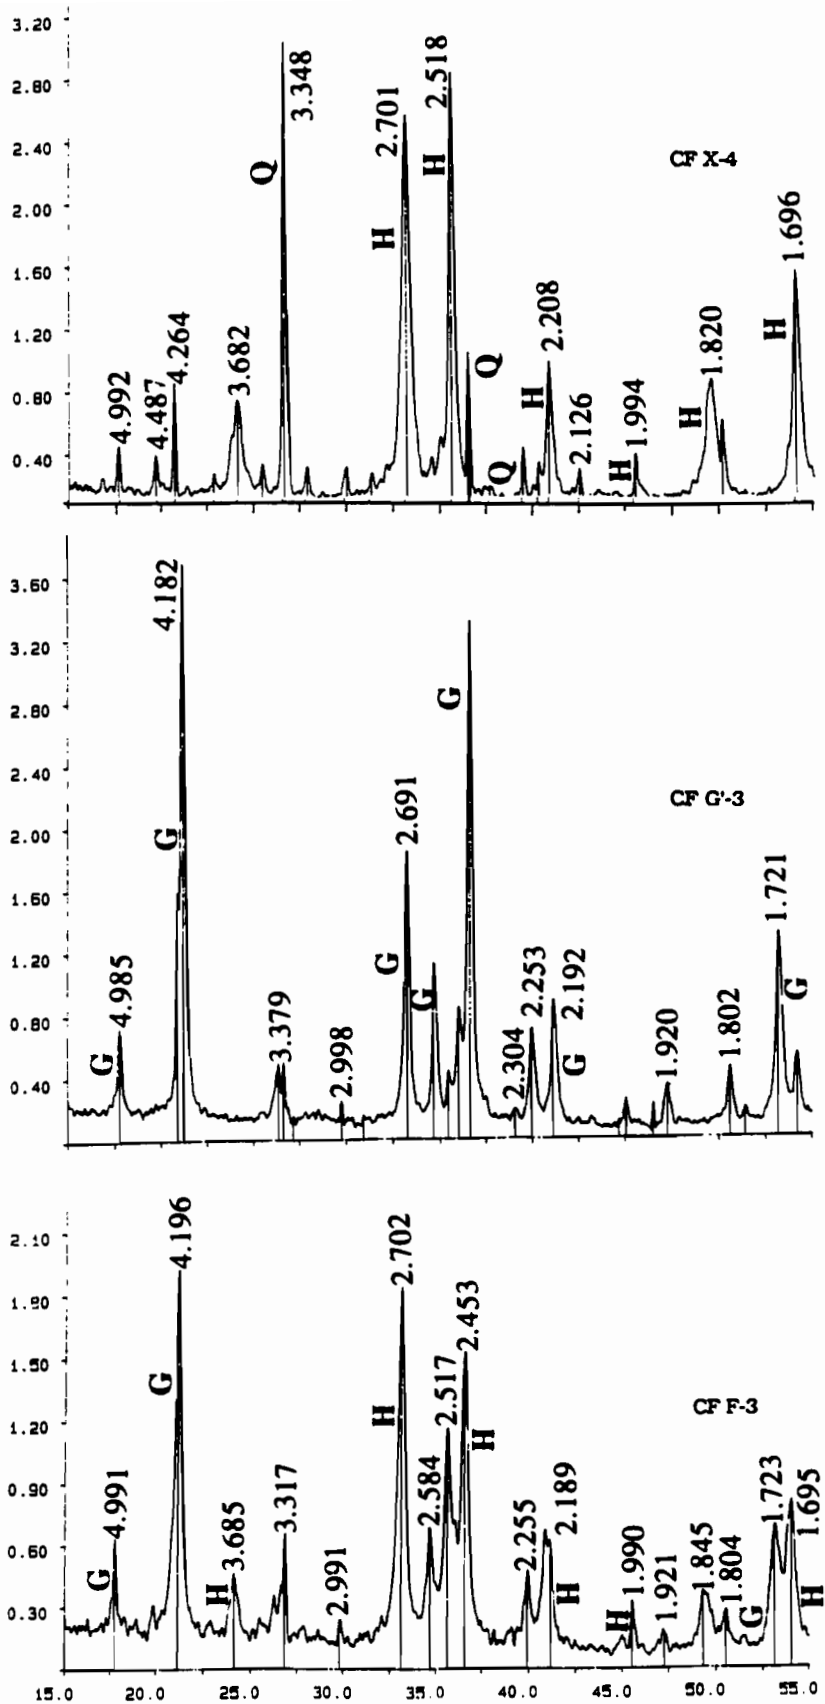 3.20
2.80
2.40
2.00
1.60
1.20
0.80
0.40
CF X-4
4.992
4.487
4.264
3.682
Q
3.348
H
2.701
H
2.518
Q
Q
H
2.208
2.126
H
1.994
H
1.820
H
1.696
3.60
3.20
2.80
2.40
2.00
1.60
1.20
0.80
0.40
CF G'-3
G
4.985
G
4.182
3.379
2.998
G
2.691
G
G
2.304
2.253
2.192
G
1.920
1.802
1.721
G
2.10
1.80
1.50
1.20
0.90
0.60
0.30
CF F-3
G
4.991
G
4.196
H
3.685
3.317
2.991
H
2.702
2.584
2.517
2.453
H
2.255
2.189
H
H
1.990
1.921
1.845
1.804
G
1.723
1.695
H
15.0 20.0 25.0 30.0 35.0 40.0 45.0 50.0 55.0